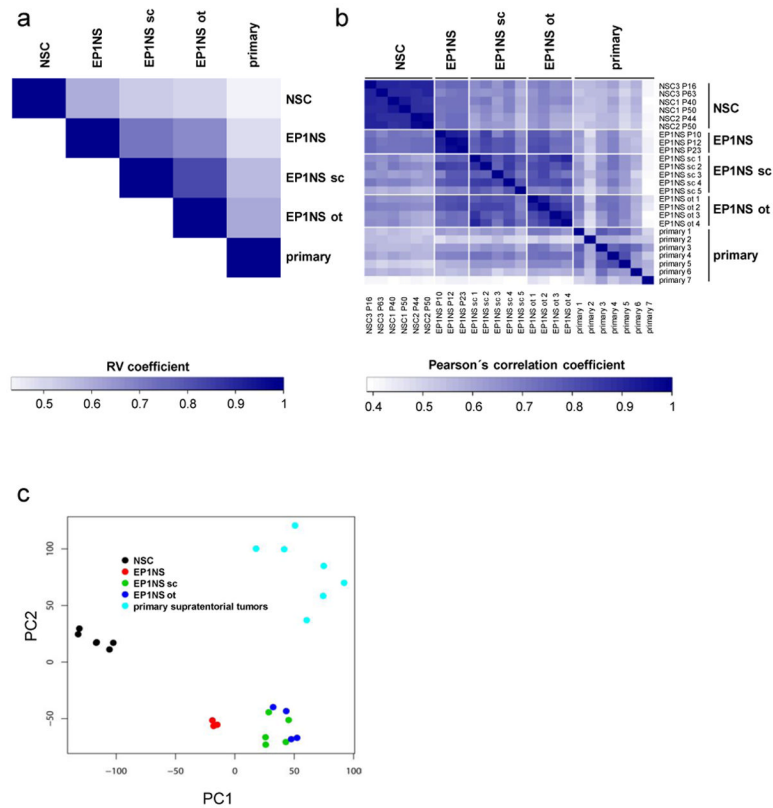 a
NSC
EP1NS
EP1NS sc
EP1NS ot
primary
NSC
EP1NS
EP1NS sc
EP1NS ot
primary
RV coefficient
0.5 0.6 0.7 0.8 0.9 1
b
NSC
EP1NS
EP1NS sc
EP1NS ot
primary
NSC3 P16
NSC3 P63
NSC1 P40
NSC1 P50
NSC2 P44
NSC2 P50
EP1NS P10
EP1NS P12
EP1NS P23
EP1NS sc 1
EP1NS sc 2
EP1NS sc 3
EP1NS sc 4
EP1NS sc 5
EP1NS ot 1
EP1NS ot 2
EP1NS ot 3
EP1NS ot 4
primary 1
primary 2
primary 3
primary 4
primary 5
primary 6
primary 7
NSC
EP1NS
EP1NS sc
EP1NS ot
primary
NSC3 P16
NSC3 P63
NSC1 P40
NSC1 P50
NSC2 P44
NSC2 P50
EP1NS P10
EP1NS P12
EP1NS P23
EP1NS sc 1
EP1NS sc 2
EP1NS sc 3
EP1NS sc 4
EP1NS sc 5
EP1NS ot 1
EP1NS ot 2
EP1NS ot 3
EP1NS ot 4
primary 1
primary 2
primary 3
primary 4
primary 5
primary 6
primary 7
Pearson´s correlation coefficient
0.4 0.5 0.6 0.7 0.8 0.9 1
c
NSC
EP1NS
EP1NS sc
EP1NS ot
primary supratentorial tumors
PC2
100
50
0
−50
−100 −50 0 50 100
PC1